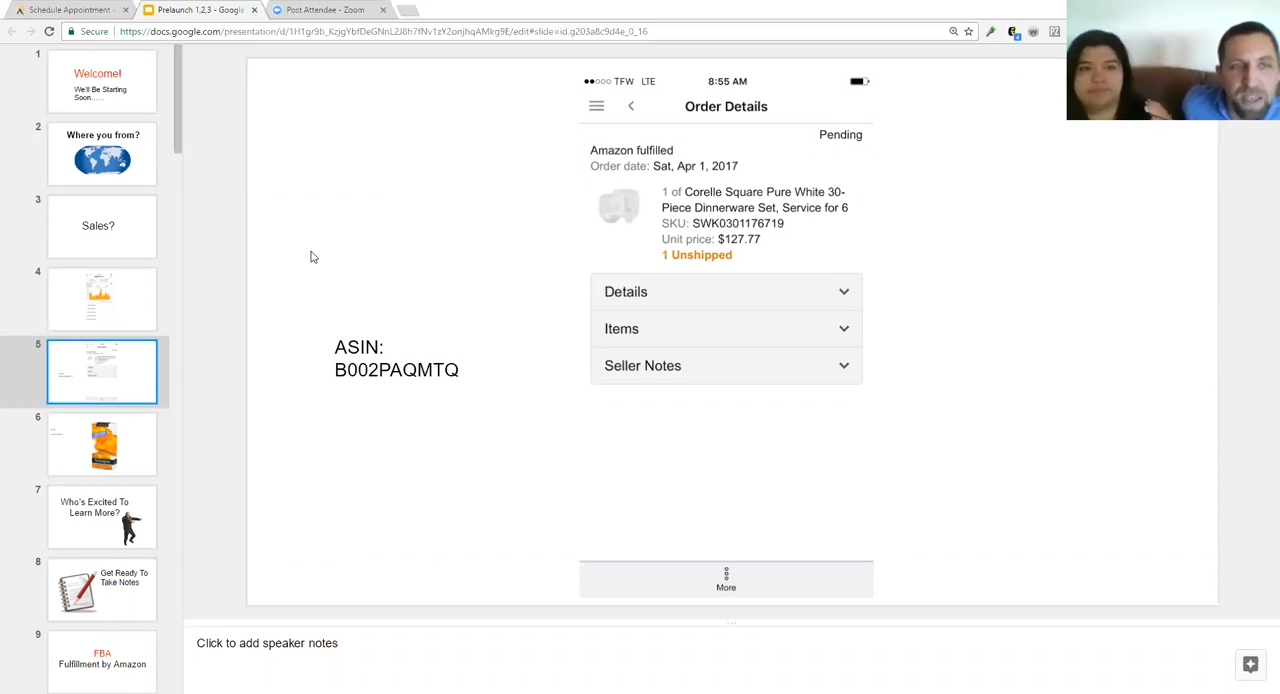 Schedule Appointment -
Prelaunch 1,2,3 - Google
Post Attendee - Zoom
Secure
https://docs.google.com/presentation/d/1H1gr9b_KzjgYbfDeGNnL2J8h7fNv1zY2onjhqAMkg9E/edit#slide=id.g203a8c9d4e_0_16
1
Welcome!
We'll Be Starting
Soon......
2
Where you from?
3
Sales?
4
5
6
7
Who's Excited To
Learn More?
8
Get Ready To
Take Notes
9
FBA
Fulfillment by Amazon
ASIN:
B002PAQMTQ
TFW LTE 8:55 AM
Order Details
Pending
Amazon fulfilled
Order date: Sat, Apr 1, 2017
1 of Corelle Square Pure White 30-
Piece Dinnerware Set, Service for 6
SKU: SWK0301176719
Unit price: $127.77
1 Unshipped
Details
Items
Seller Notes
More
Click to add speaker notes